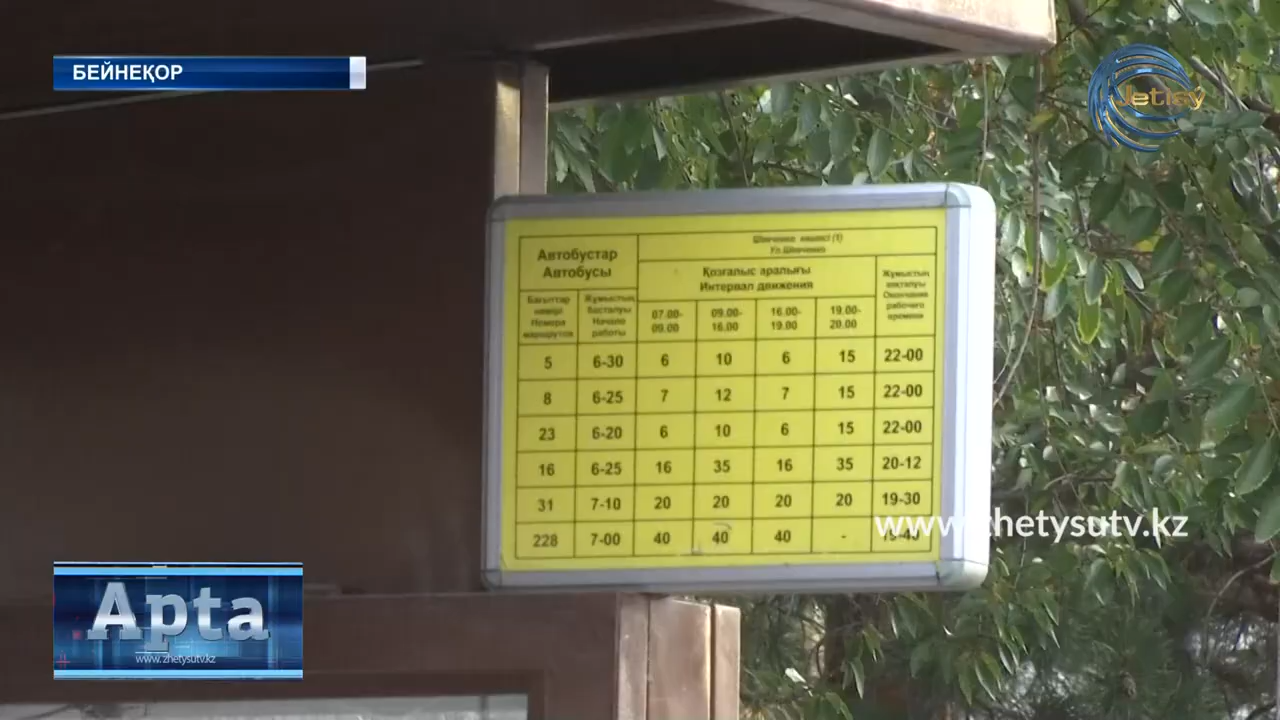 БЕЙНЕҚОР
Jetisy
Шевченко көшесі (1)
Ул.Шевченко
Автобустар
Автобусы
Қозғалыс аралығы
Интервал движения
Жұмыстың
аяқталуы
Окончание
рабочего
времени
Бағыттар
нөмірі
Номера
маршрутов
Жұмыстың
басталуы
Начало
работы
07.00-
09.00
09.00-
16.00
16.00-
19.00
19.00-
20.00
5 6-30 6 10 6 15 22-00
8 6-25 7 12 7 15 22-00
23 6-20 6 10 6 15 22-00
16 6-25 16 35 16 35 20-12
31 7-10 20 20 20 20 19-30
228 7-00 40 40 40 - 19-40
www.zhetysutv.kz
Арта
www.zhetysutv.kz